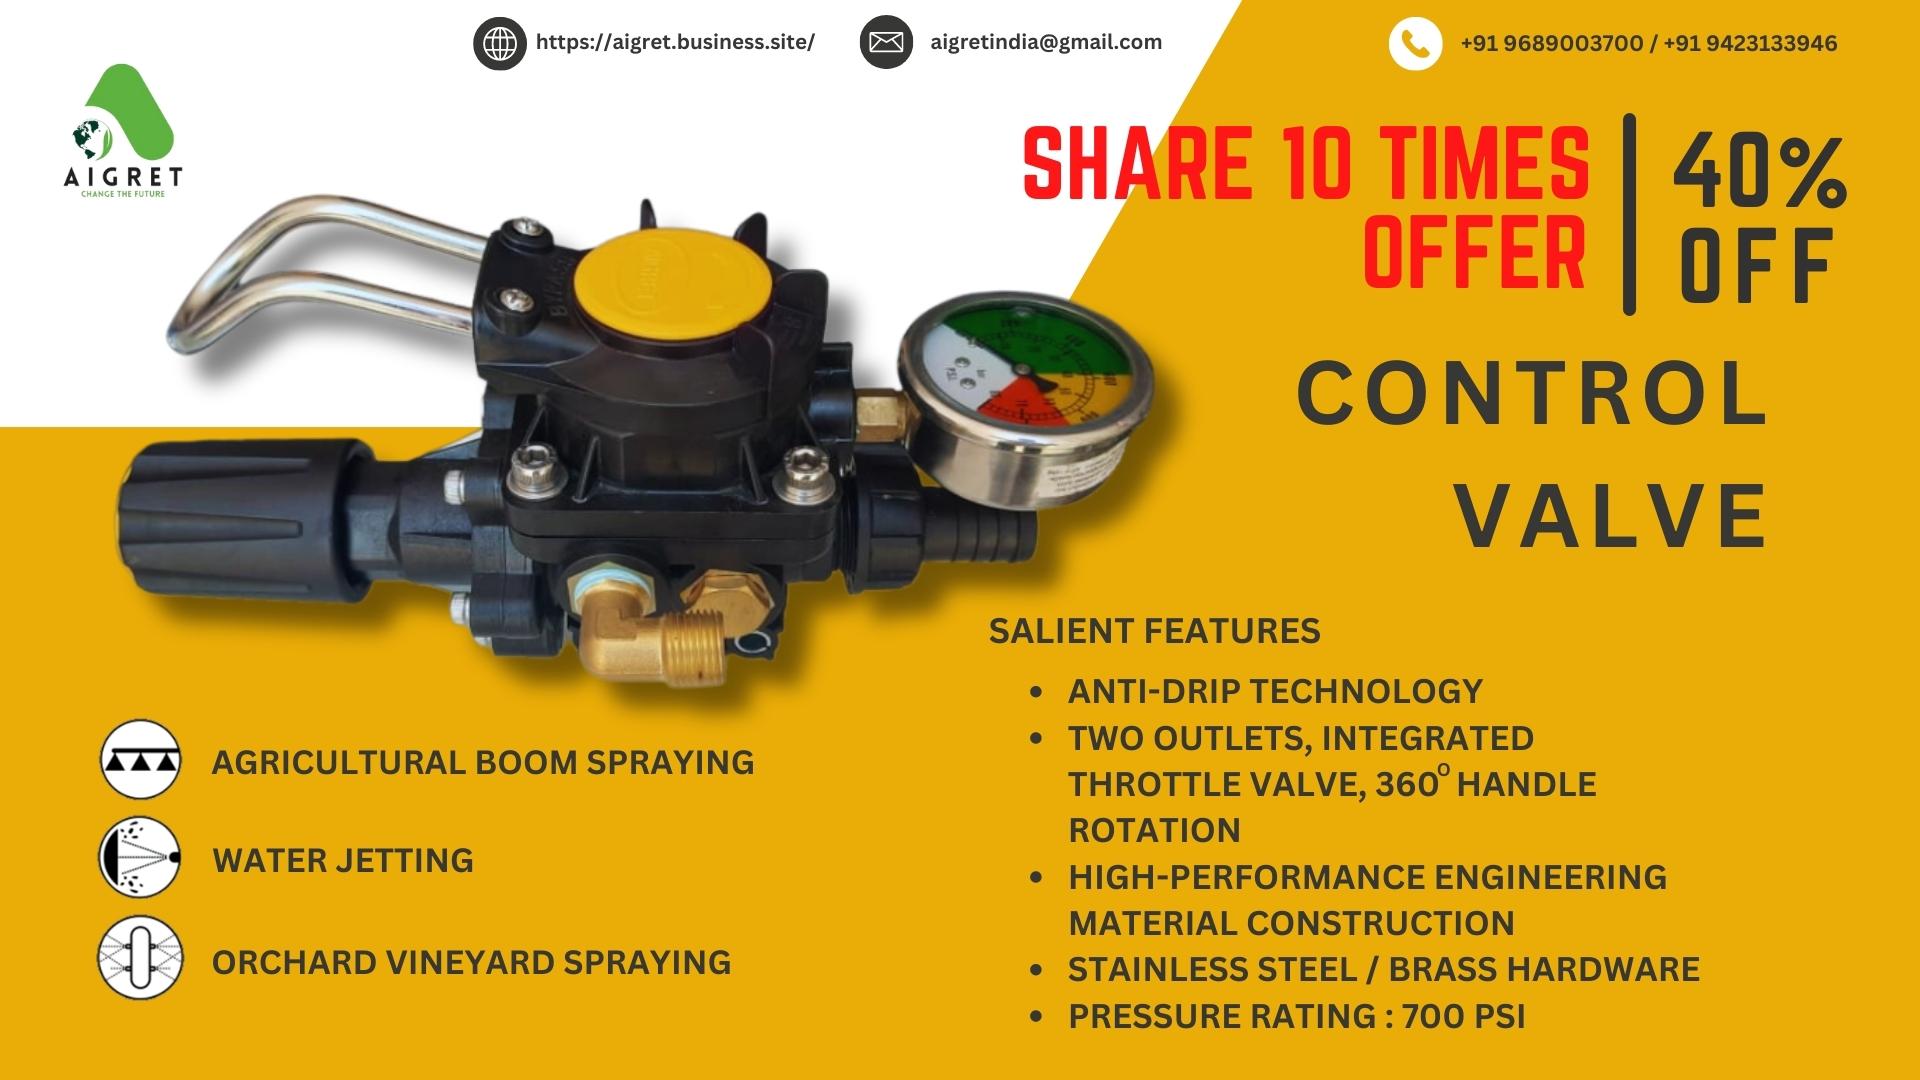 https://aigret.business.site/
aigretindia@gmail.com
+91 9689003700 / +91 9423133946
AIGRET
CHANGE THE FUTURE
SHARE 10 TIMES
OFFER
40%
OFF
CONTROL
VALVE
SALIENT FEATURES
• ANTI-DRIP TECHNOLOGY
• TWO OUTLETS, INTEGRATED
THROTTLE VALVE, 360° HANDLE
ROTATION
• HIGH-PERFORMANCE ENGINEERING
MATERIAL CONSTRUCTION
• STAINLESS STEEL / BRASS HARDWARE
• PRESSURE RATING : 700 PSI
AGRICULTURAL BOOM SPRAYING
WATER JETTING
ORCHARD VINEYARD SPRAYING